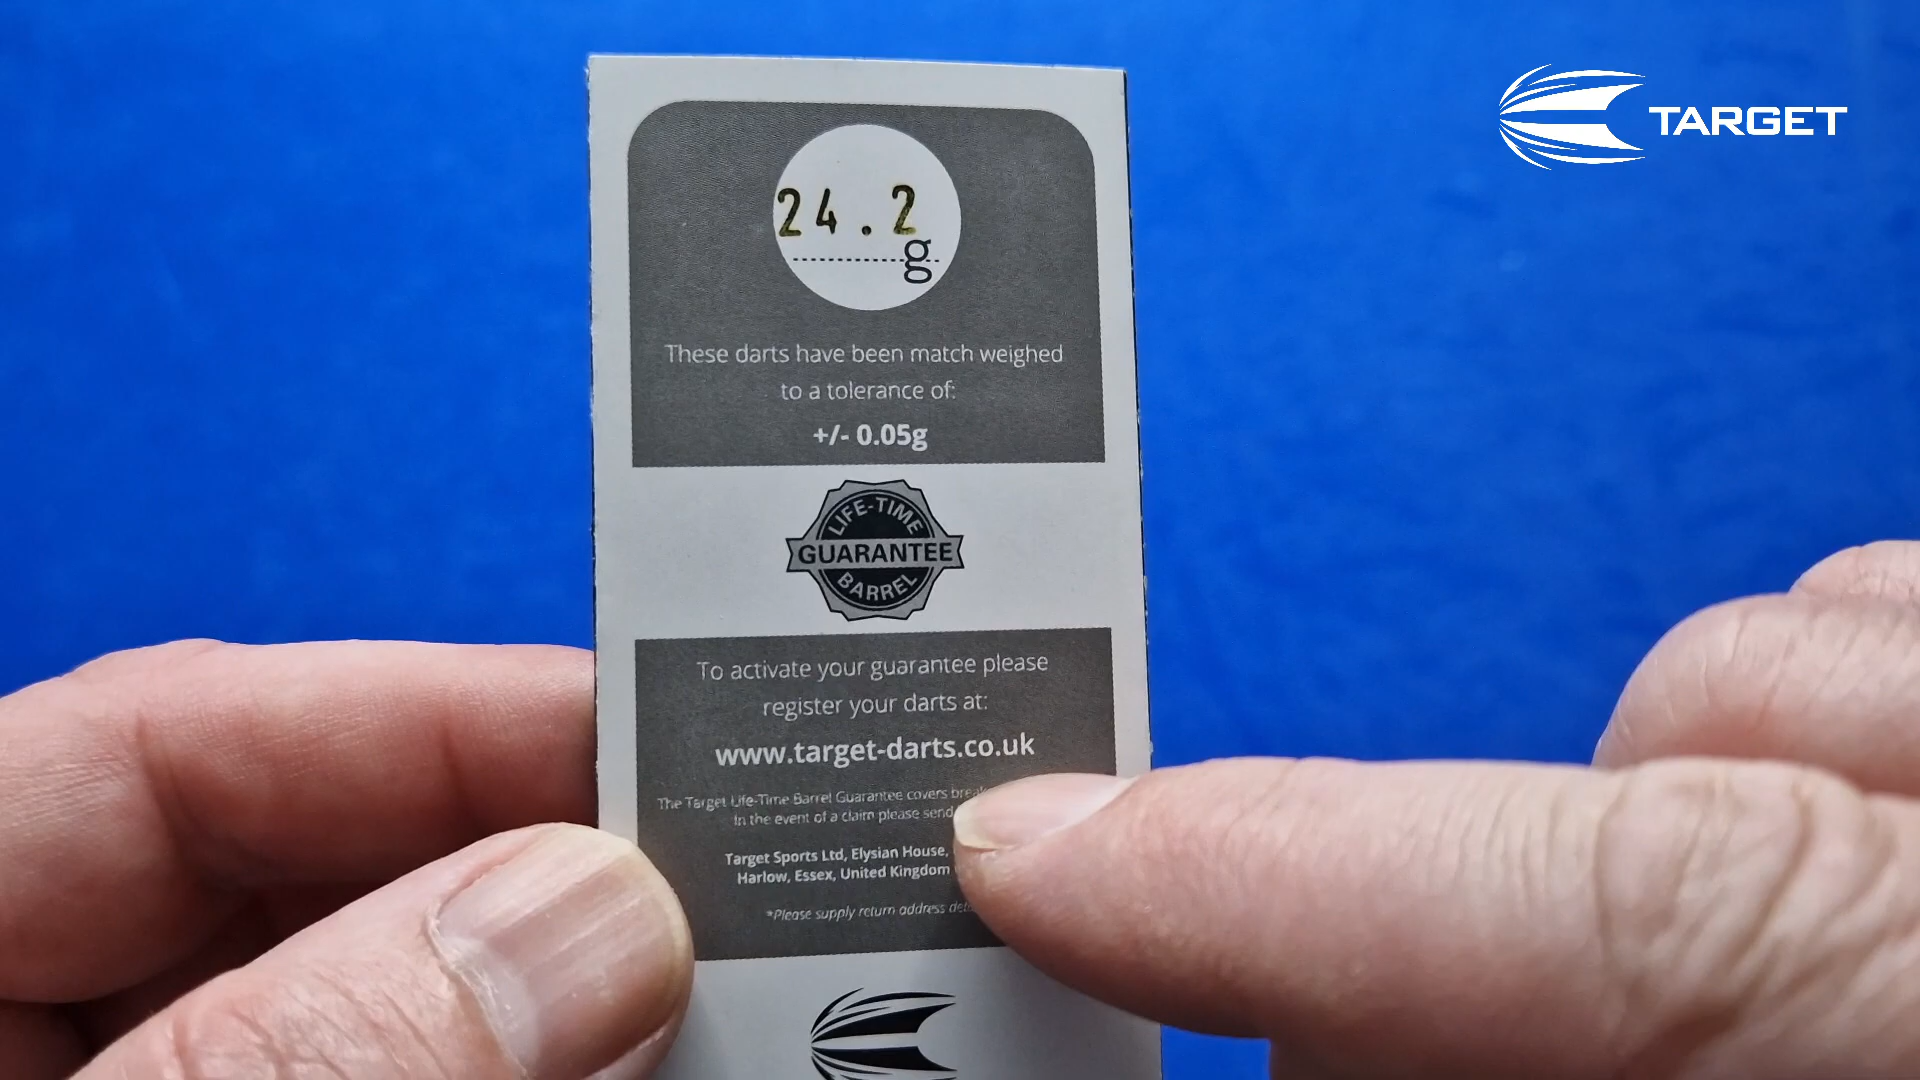 TARGET
24.2
g
These darts have been match weighed
to a tolerance of:
+/- 0.05g
LIFE-TIME
GUARANTEE
BARREL
To activate your guarantee please
register your darts at:
www.target-darts.co.uk
The Target Life-Time Barrel Guarantee covers
In the event of a claim please send
Target Sports Ltd, Elysian House,
Harlow, Essex, United Kingdom
*Please supply return address